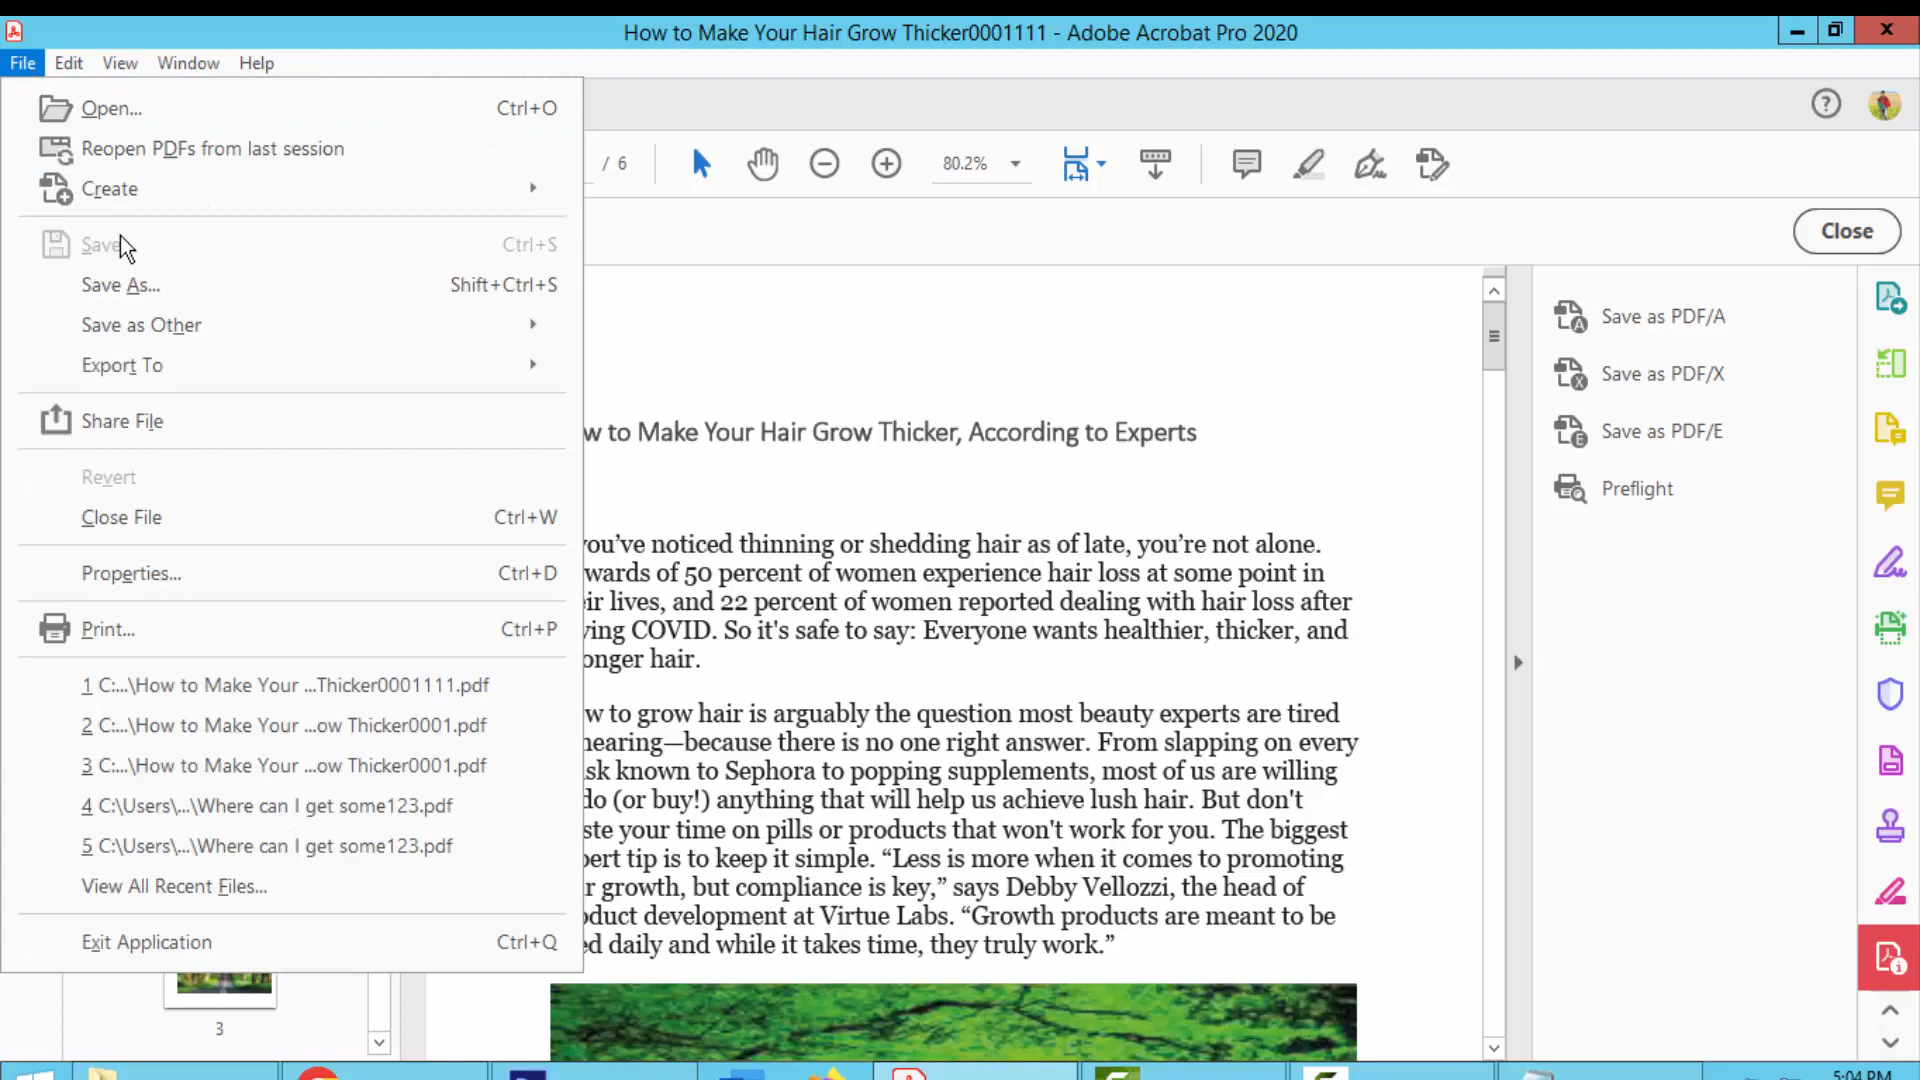 How to Make Your Hair Grow Thicker0001111 - Adobe Acrobat Pro 2020
File Edit View Window Help
Open... Ctrl+O
Reopen PDFs from last session
Create
Save Ctrl+S
Save As... Shift+Ctrl+S
Save as Other
Export To
Share File
Revert
Close File Ctrl+W
Properties... Ctrl+D
Print... Ctrl+P
1 C:...\How to Make Your ...Thicker0001111.pdf
2 C:...\How to Make Your ...ow Thicker0001.pdf
3 C:...\How to Make Your ...ow Thicker0001.pdf
4 C:\Users\...\Where can I get some123.pdf
5 C:\Users\...\Where can I get some123.pdf
View All Recent Files...
Exit Application Ctrl+Q
3
/ 6
80.2%
Close
w to Make Your Hair Grow Thicker, According to Experts
you’ve noticed thinning or shedding hair as of late, you’re not alone.
wards of 50 percent of women experience hair loss at some point in
eir lives, and 22 percent of women reported dealing with hair loss after
ving COVID. So it's safe to say: Everyone wants healthier, thicker, and
onger hair.
w to grow hair is arguably the question most beauty experts are tired
hearing—because there is no one right answer. From slapping on every
sk known to Sephora to popping supplements, most of us are willing
do (or buy!) anything that will help us achieve lush hair. But don't
ste your time on pills or products that won't work for you. The biggest
pert tip is to keep it simple. “Less is more when it comes to promoting
r growth, but compliance is key,” says Debby Vellozzi, the head of
oduct development at Virtue Labs. “Growth products are meant to be
ed daily and while it takes time, they truly work.”
Save as PDF/A
Save as PDF/X
Save as PDF/E
Preflight
5:04 PM